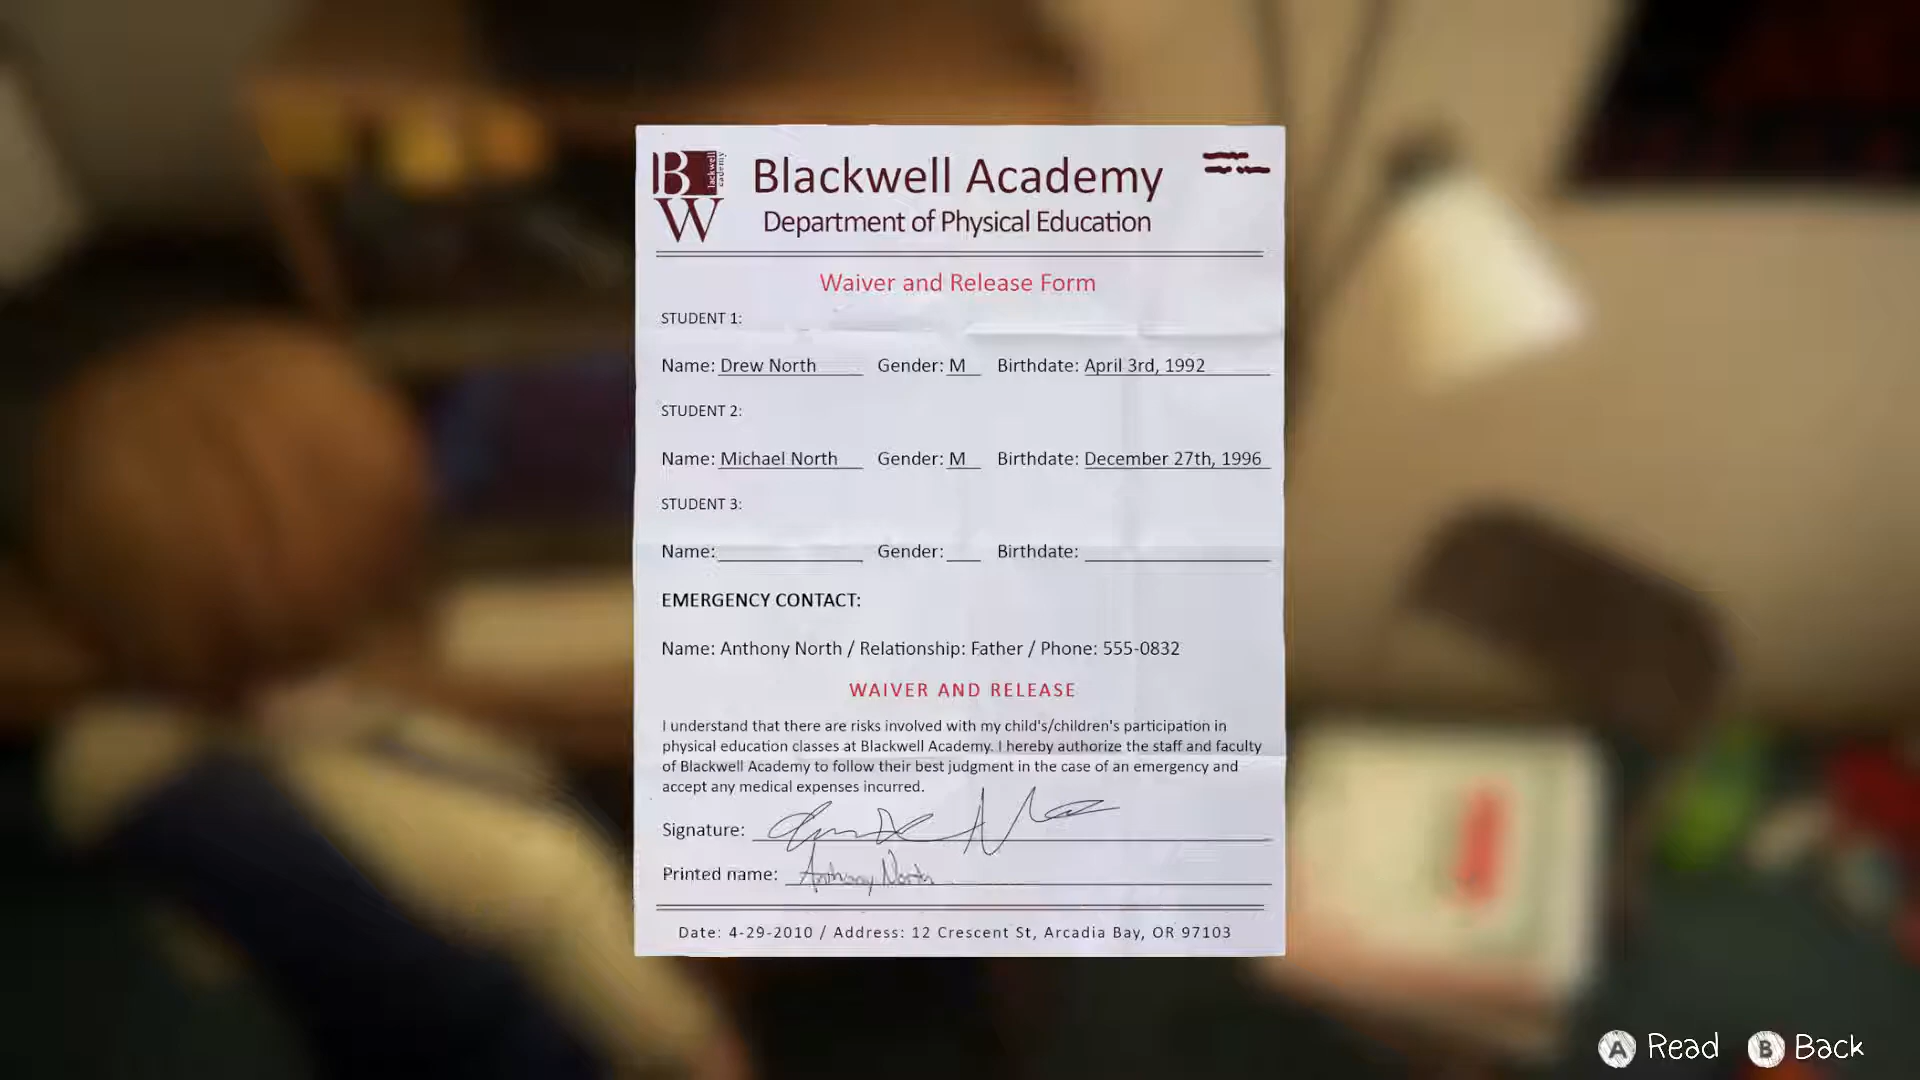 B lackwell cademy
W
Blackwell Academy
Department of Physical Education
Waiver and Release Form
STUDENT 1:
Name: Drew North Gender: M Birthdate: April 3rd, 1992
STUDENT 2:
Name: Michael North Gender: M Birthdate: December 27th, 1996
STUDENT 3:
Name: Gender: Birthdate:
EMERGENCY CONTACT:
Name: Anthony North / Relationship: Father / Phone: 555-0832
WAIVER AND RELEASE
I understand that there are risks involved with my child's/children's participation in
physical education classes at Blackwell Academy. I hereby authorize the staff and faculty
of Blackwell Academy to follow their best judgment in the case of an emergency and
accept any medical expenses incurred.
Signature:
Printed name: Anthony North
Date: 4-29-2010 / Address: 12 Crescent St, Arcadia Bay, OR 97103
A Read B Back